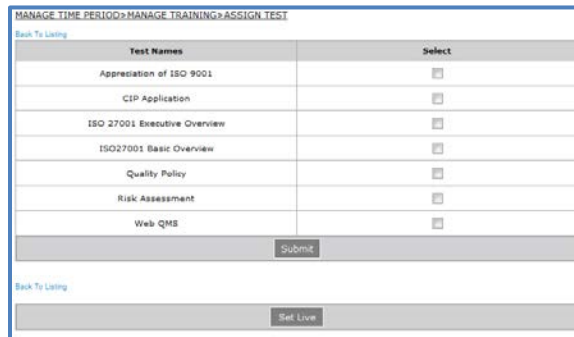 MANAGE TIME PERIOD>MANAGE TRAINING>ASSIGN TEST
Back To Listing
Test Names Select
Appreciation of ISO 9001
CIP Application
ISO 27001 Executive Overview
ISO27001 Basic Overview
Quality Policy
Risk Assessment
Web QMS
Submit
Back To Listing
Set Live